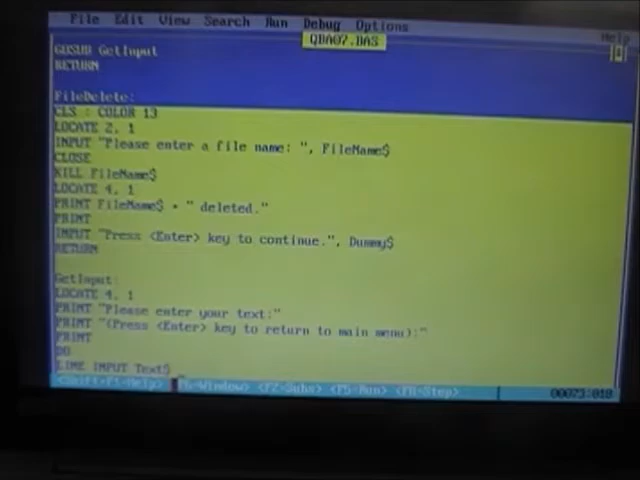 File Edit View Search Run Debug Options Help
QBA07.BAS
GOSUB GetInput
RETURN
FileDelete:
CLS : COLOR 13
LOCATE 2, 1
INPUT "Please enter a file name: ", FileName$
CLOSE
KILL FileName$
LOCATE 4, 1
PRINT FileName$ + " deleted."
PRINT
INPUT "Press <Enter> key to continue.", Dummy$
RETURN
GetInput:
LOCATE 4, 1
PRINT "Please enter your text:"
PRINT "(Press <Enter> key to return to main menu):"
PRINT
DO
LINE INPUT Text$
<Shift+F1=Help> <F6=Window> <F2=Subs> <F5=Run> <F8=Step> 00073:010